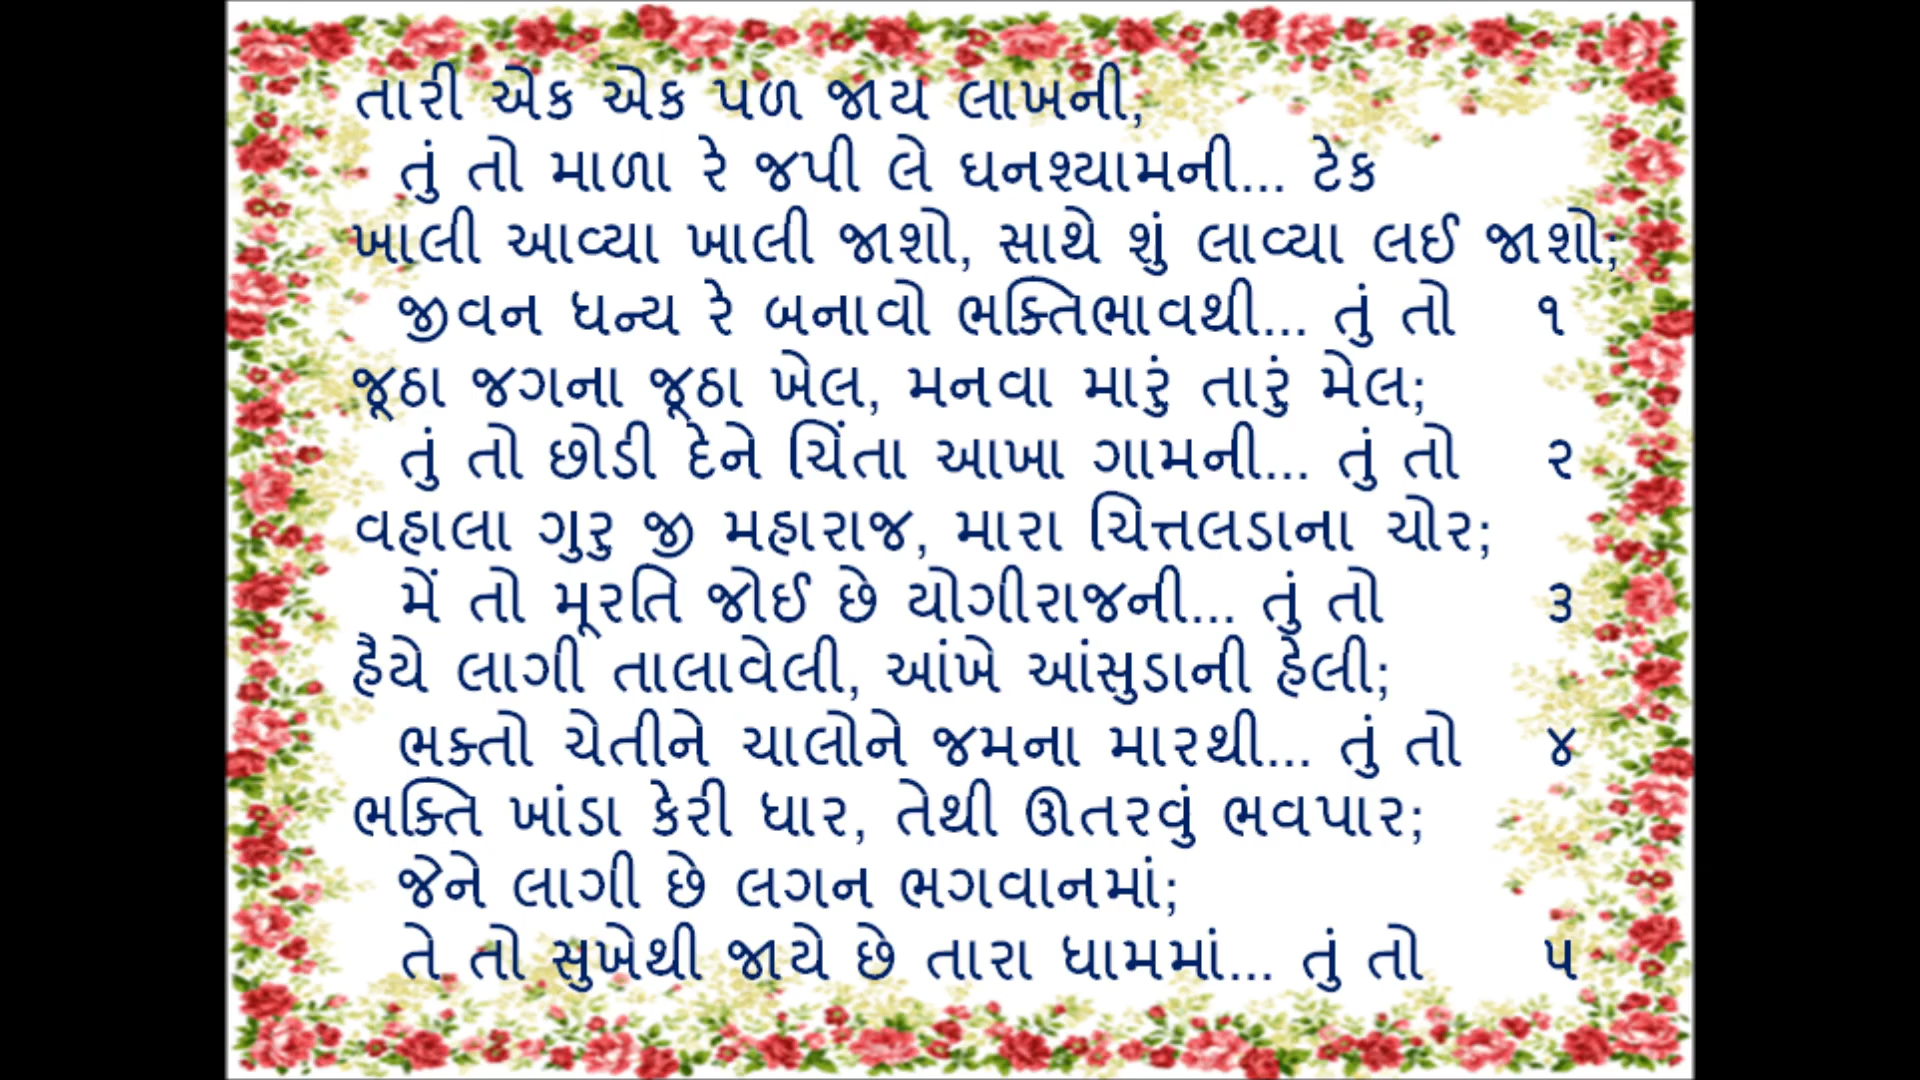 તારી એક એક પળ જાય લાખની,
તું તો માળા રે જપી લે ઘનશ્યામની... ટેક
ખાલી આવ્યા ખાલી જાશો, સાથે શું લાવ્યા લઈ જાશો;
જીવન ધન્ય રે બનાવો ભક્તિભાવથી... તું તો ૧
જૂઠા જગના જૂઠા ખેલ, મનવા મારું તારું મેલ;
તું તો છોડી દેને ચિંતા આખા ગામની... તું તો ૨
વહાલા ગુરુ જી મહારાજ, મારા ચિત્તલડાના ચોર;
મેં તો મૂરતિ જોઈ છે યોગીરાજની... તું તો ૩
હૈયે લાગી તાલાવેલી, આંખે આંસુડાની હેલી;
ભક્તો ચેતીને ચાલોને જમના મારથી... તું તો ૪
ભક્તિ ખાંડા કેરી ધાર, તેથી ઊતરવું ભવપાર;
જેને લાગી છે લગન ભગવાનમાં;
તે તો સુખેથી જાયે છે તારા ધામમાં... તું તો ૫